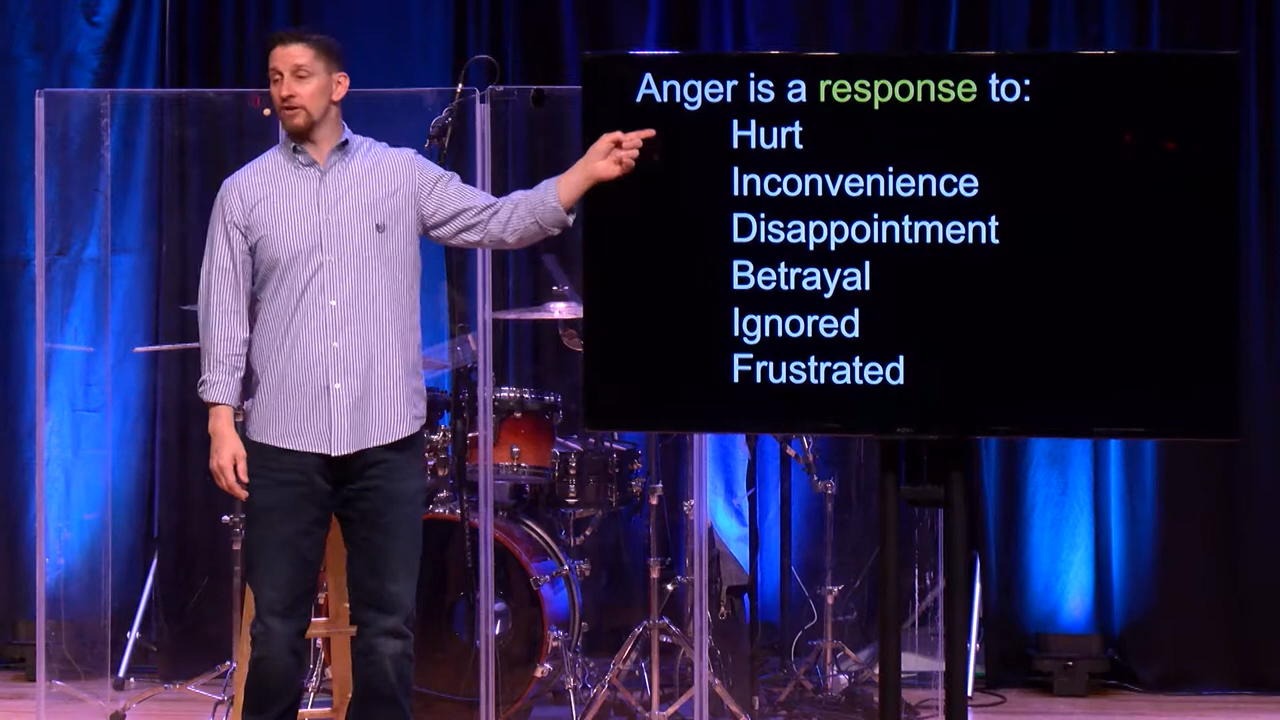 Anger is a response to:
Hurt
Inconvenience
Disappointment
Betrayal
Ignored
Frustrated